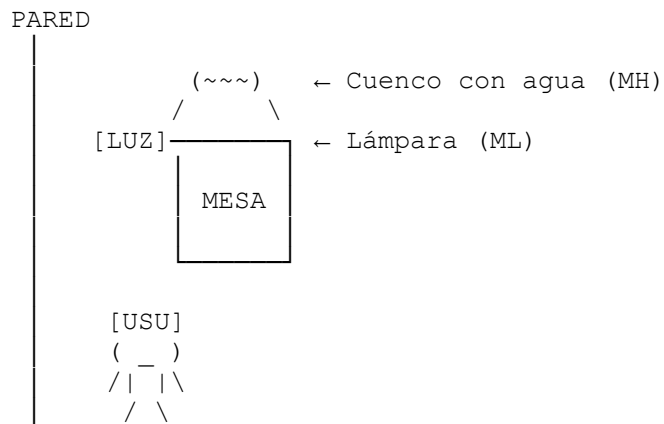 PARED
(~~~) ← Cuenco con agua (MH)
[LUZ] ← Lámpara (ML)
MESA
[USU]
( _ )